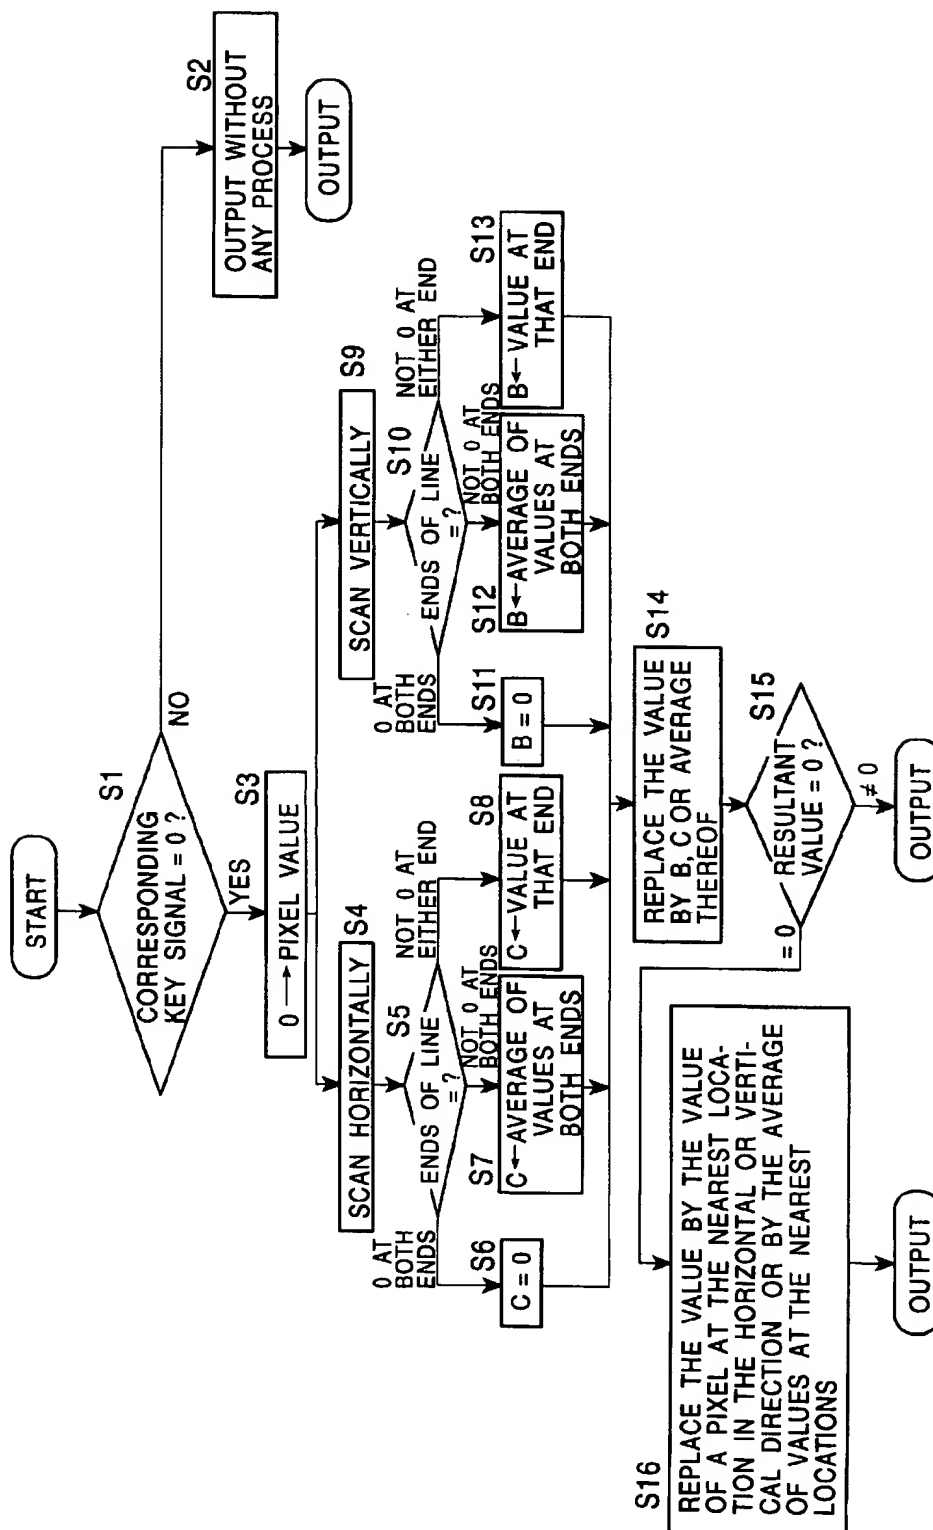 START
S1
CORRESPONDING
KEY SIGNAL = 0 ?
NO
YES
S2
OUTPUT WITHOUT
ANY PROCESS
OUTPUT
S3
0 → PIXEL VALUE
SCAN HORIZONTALLY
S4
S5
ENDS OF LINE
= ?
0 AT
BOTH
ENDS
NOT 0 AT
BOTH ENDS
NOT 0 AT
EITHER END
S6
C = 0
S7
C ← AVERAGE OF
VALUES AT
BOTH ENDS
S8
C ← VALUE AT
THAT END
SCAN VERTICALLY
S9
S10
ENDS OF LINE
= ?
0 AT
BOTH
ENDS
NOT 0 AT
BOTH ENDS
NOT 0 AT
EITHER END
S11
B = 0
S12
B ← AVERAGE OF
VALUES AT
BOTH ENDS
S13
B ← VALUE AT
THAT END
S14
REPLACE THE VALUE
BY B, C OR AVERAGE
THEREOF
S15
RESULTANT
VALUE = 0 ?
= 0
≠ 0
OUTPUT
S16
REPLACE THE VALUE BY THE VALUE
OF A PIXEL AT THE NEAREST LOCA-
TION IN THE HORIZONTAL OR VERTI-
CAL DIRECTION OR BY THE AVERAGE
OF VALUES AT THE NEAREST
LOCATIONS
OUTPUT